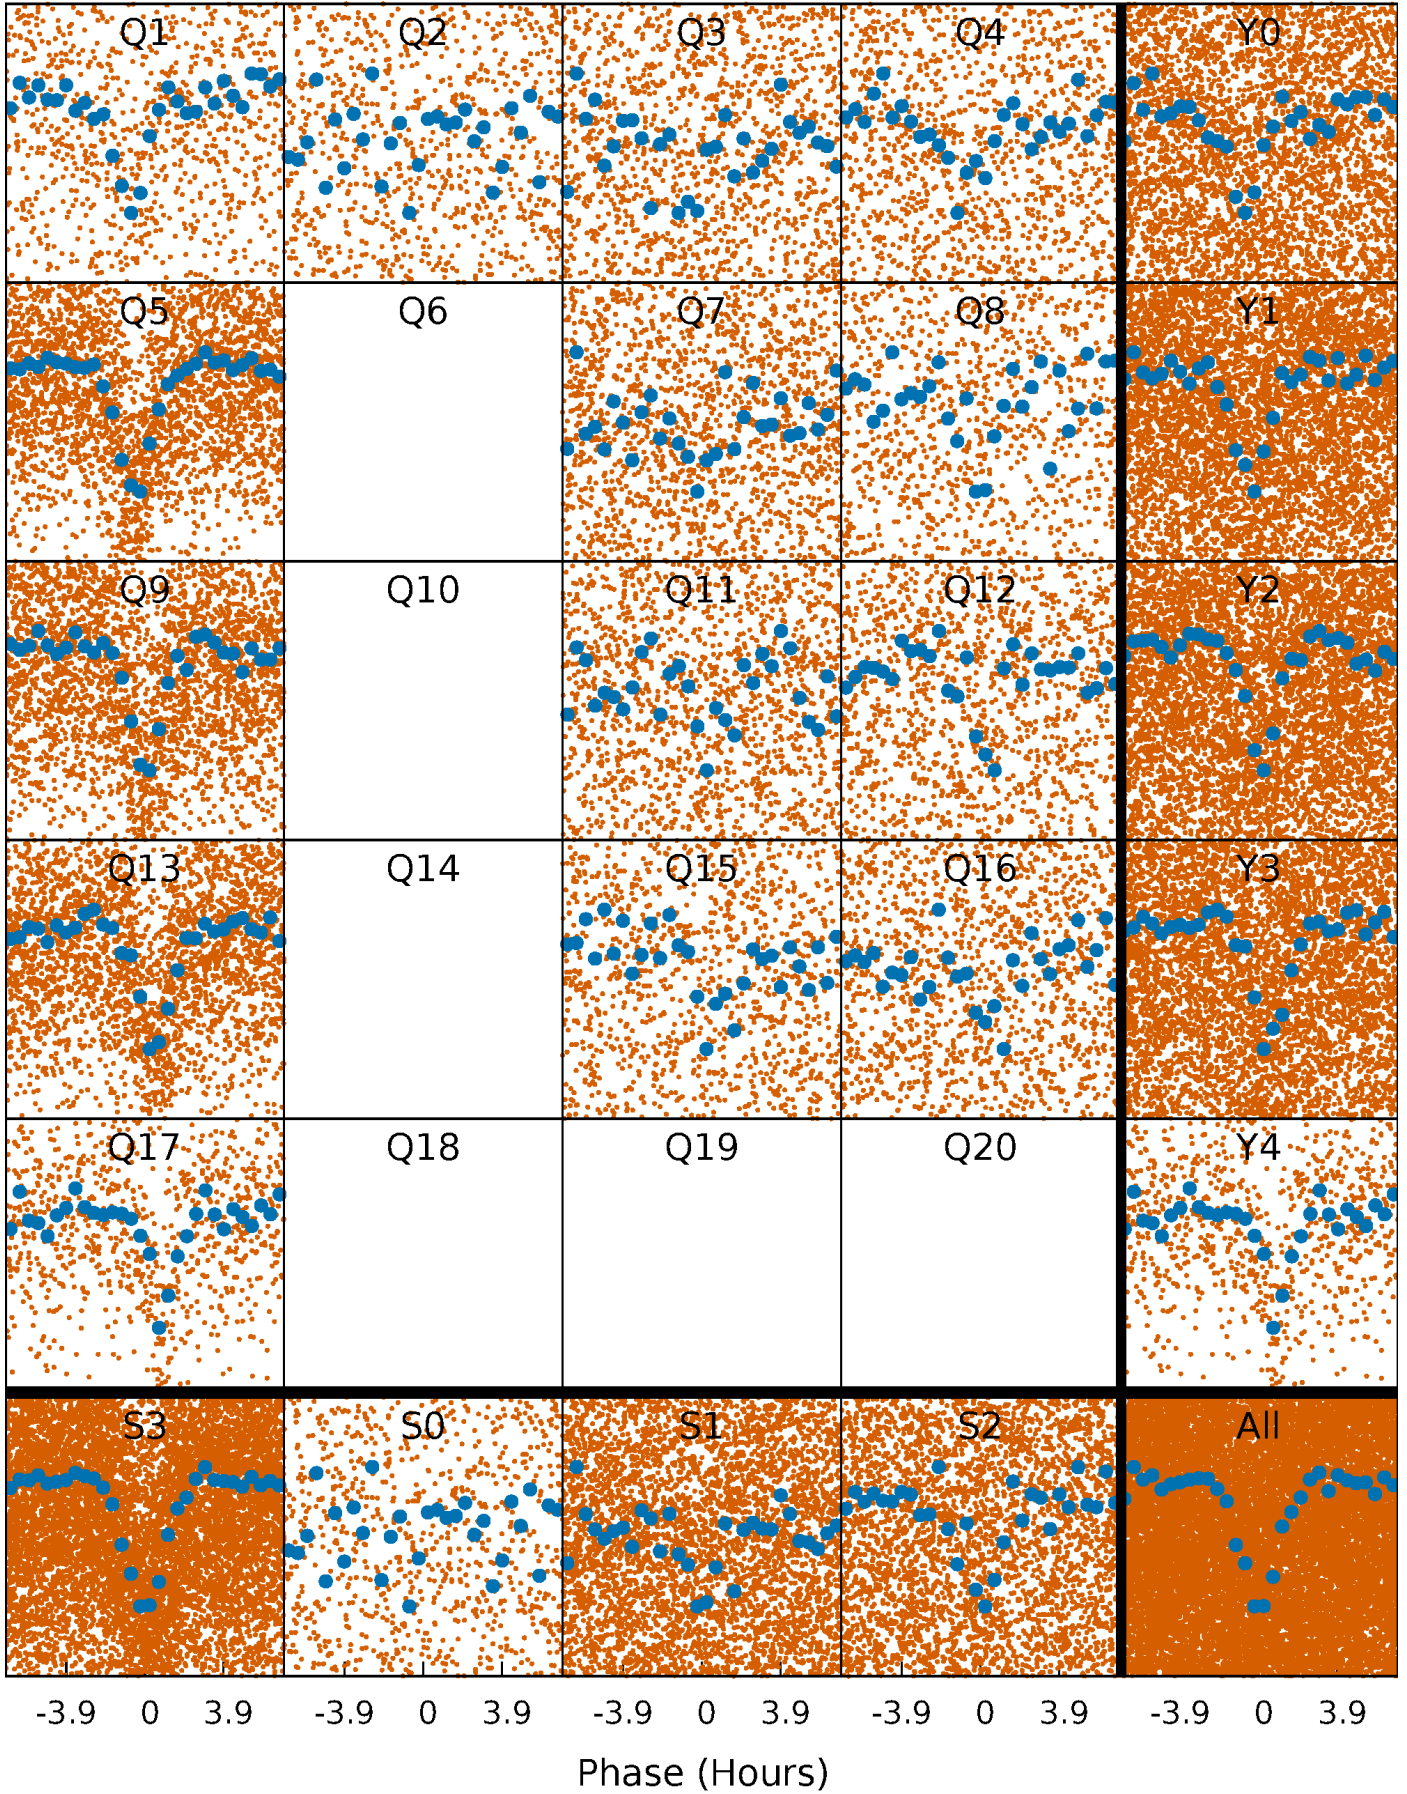 Q1 Q2 Q3 Q4 Y0
Q5 Q6 Q7 Q8 Y1
Q9 Q10 Q11 Q12 Y2
Q13 Q14 Q15 Q16 Y3
Q17 Q18 Q19 Q20 Y4
S3 S0 S1 S2 All
-3.9 0 3.9 -3.9 0 3.9 -3.9 0 3.9 -3.9 0 3.9 -3.9 0 3.9
Phase (Hours)